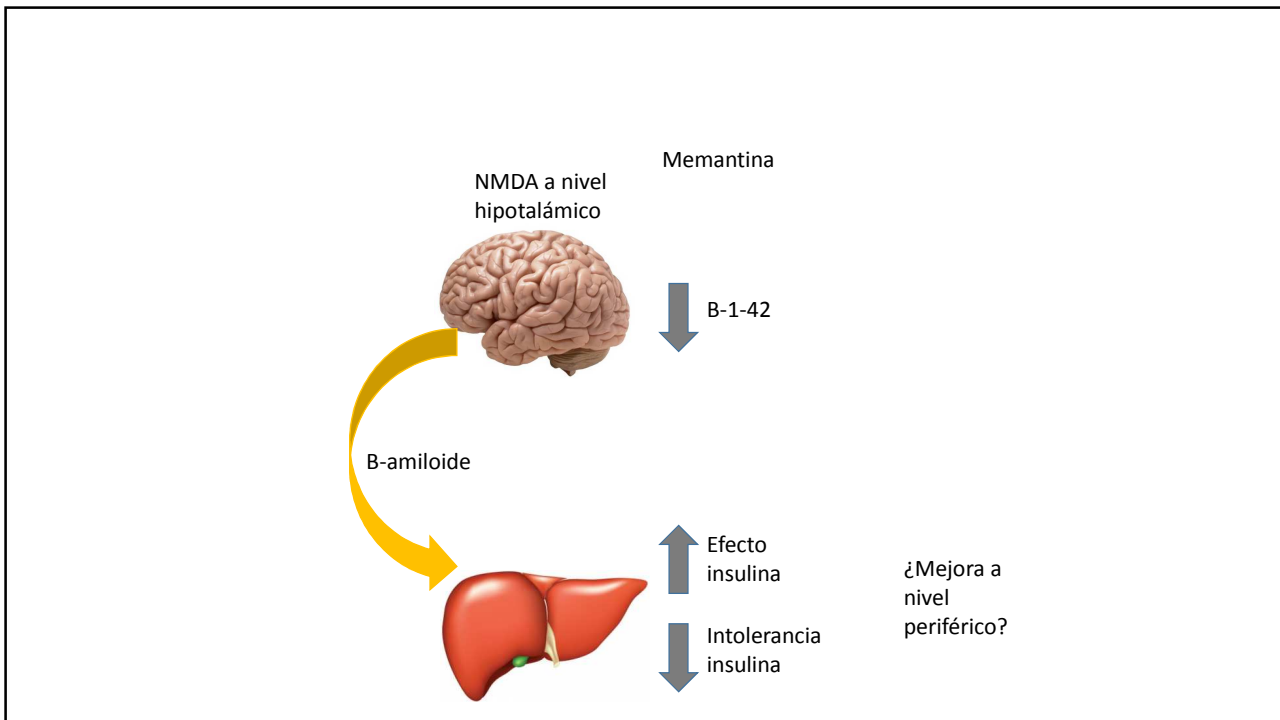 Memantina
NMDA a nivel
hipotalámico
B-1-42
B-amiloide
Efecto
insulina
¿Mejora a
nivel
periférico?
Intolerancia
insulina